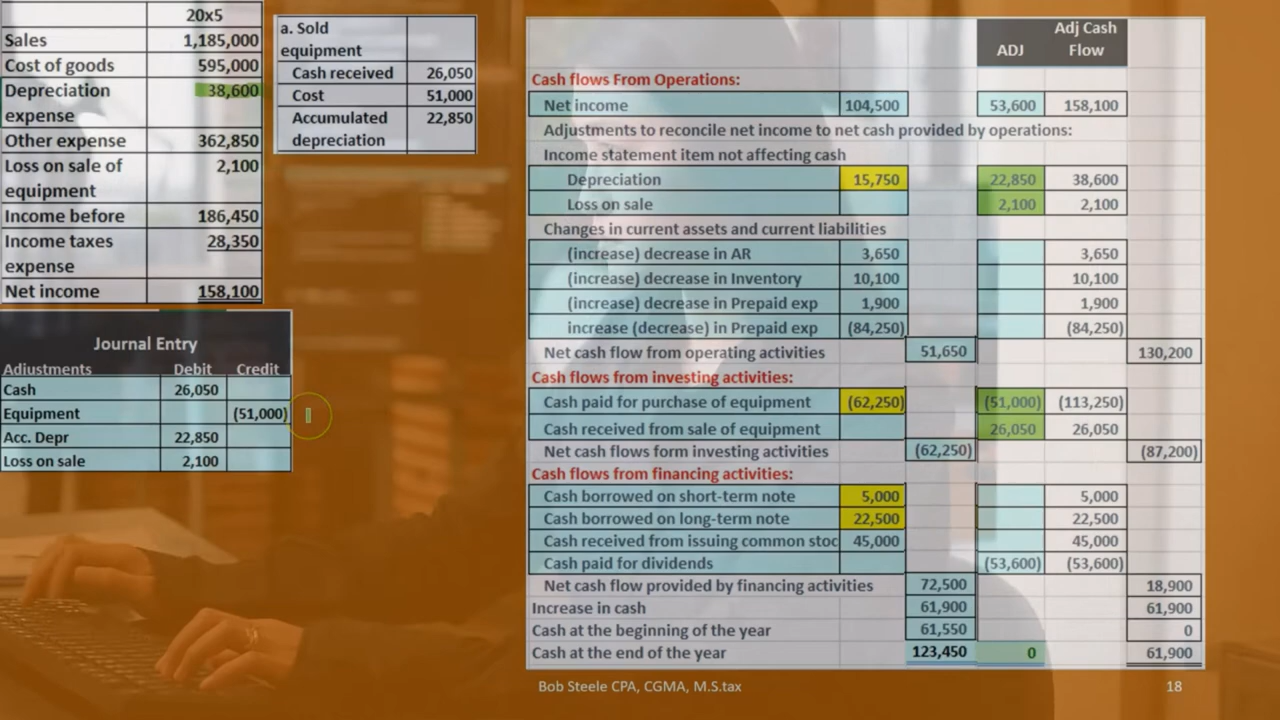 20x5
Sales 1,185,000
Cost of goods 595,000
Depreciation 38,600
expense
Other expense 362,850
Loss on sale of 2,100
equipment
Income before 186,450
Income taxes 28,350
expense
Net income 158,100
a. Sold
equipment
Cash received 26,050
Cost 51,000
Accumulated 22,850
depreciation
Journal Entry
Adjustments Debit Credit
Cash 26,050
Equipment (51,000)
Acc. Depr 22,850
Loss on sale 2,100
Adj Cash
ADJ Flow
Cash flows From Operations:
Net income 104,500 53,600 158,100
Adjustments to reconcile net income to net cash provided by operations:
Income statement item not affecting cash
Depreciation 15,750 22,850 38,600
Loss on sale 2,100 2,100
Changes in current assets and current liabilities
(increase) decrease in AR 3,650 3,650
(increase) decrease in Inventory 10,100 10,100
(increase) decrease in Prepaid exp 1,900 1,900
increase (decrease) in Prepaid exp (84,250) (84,250)
Net cash flow from operating activities 51,650 130,200
Cash flows from investing activities:
Cash paid for purchase of equipment (62,250) (51,000) (113,250)
Cash received from sale of equipment 26,050 26,050
Net cash flows form investing activities (62,250) (87,200)
Cash flows from financing activities:
Cash borrowed on short-term note 5,000 5,000
Cash borrowed on long-term note 22,500 22,500
Cash received from issuing common stoc 45,000 45,000
Cash paid for dividends (53,600) (53,600)
Net cash flow provided by financing activities 72,500 18,900
Increase in cash 61,900 61,900
Cash at the beginning of the year 61,550 0
Cash at the end of the year 123,450 0 61,900
Bob Steele CPA, CGMA, M.S.tax 18